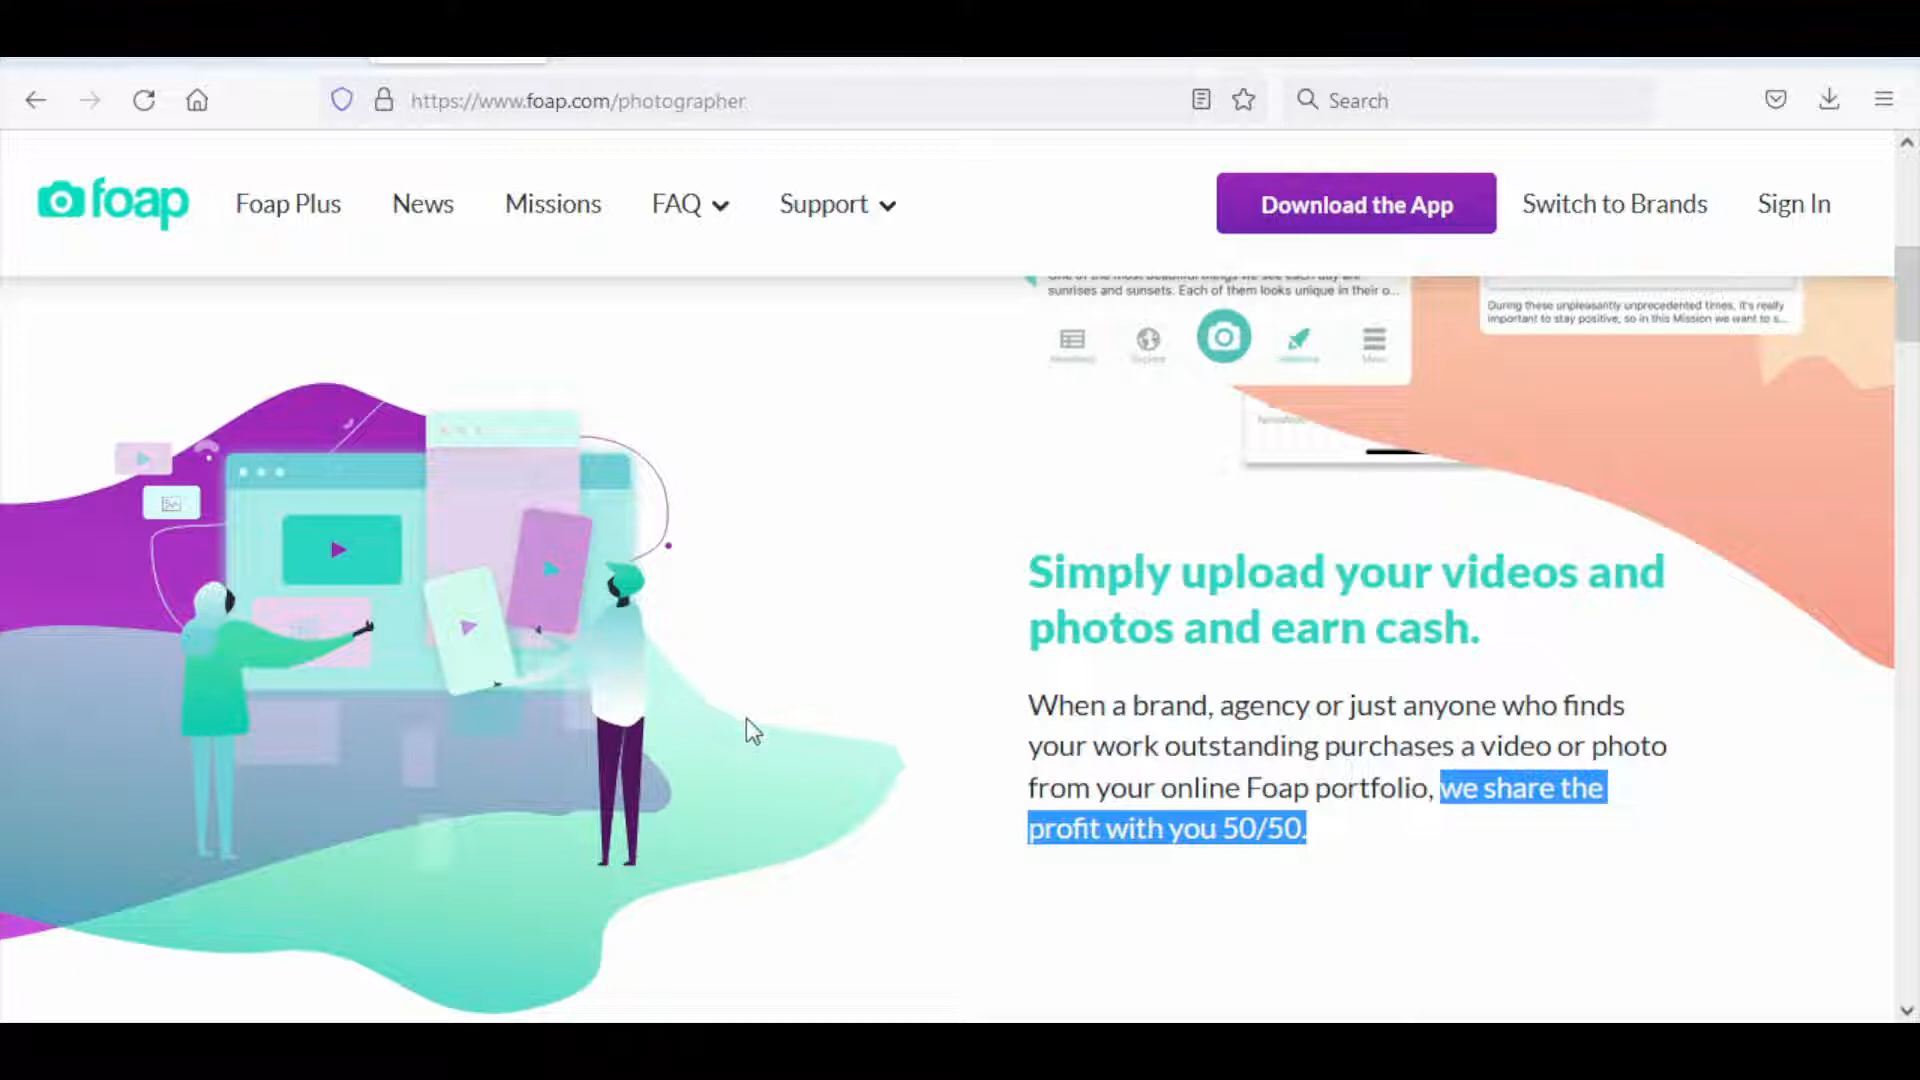 https://www.foap.com/photographer
Search
foap
Foap Plus
News
Missions
FAQ
Support
Download the App
Switch to Brands
Sign In
sunrises and sunsets. Each of them looks unique in their o...
During these unpleasantly unprecedented times, it's really
important to stay positive, so in this Mission we want to s...
Simply upload your videos and
photos and earn cash.
When a brand, agency or just anyone who finds
your work outstanding purchases a video or photo
from your online Foap portfolio, we share the
profit with you 50/50.